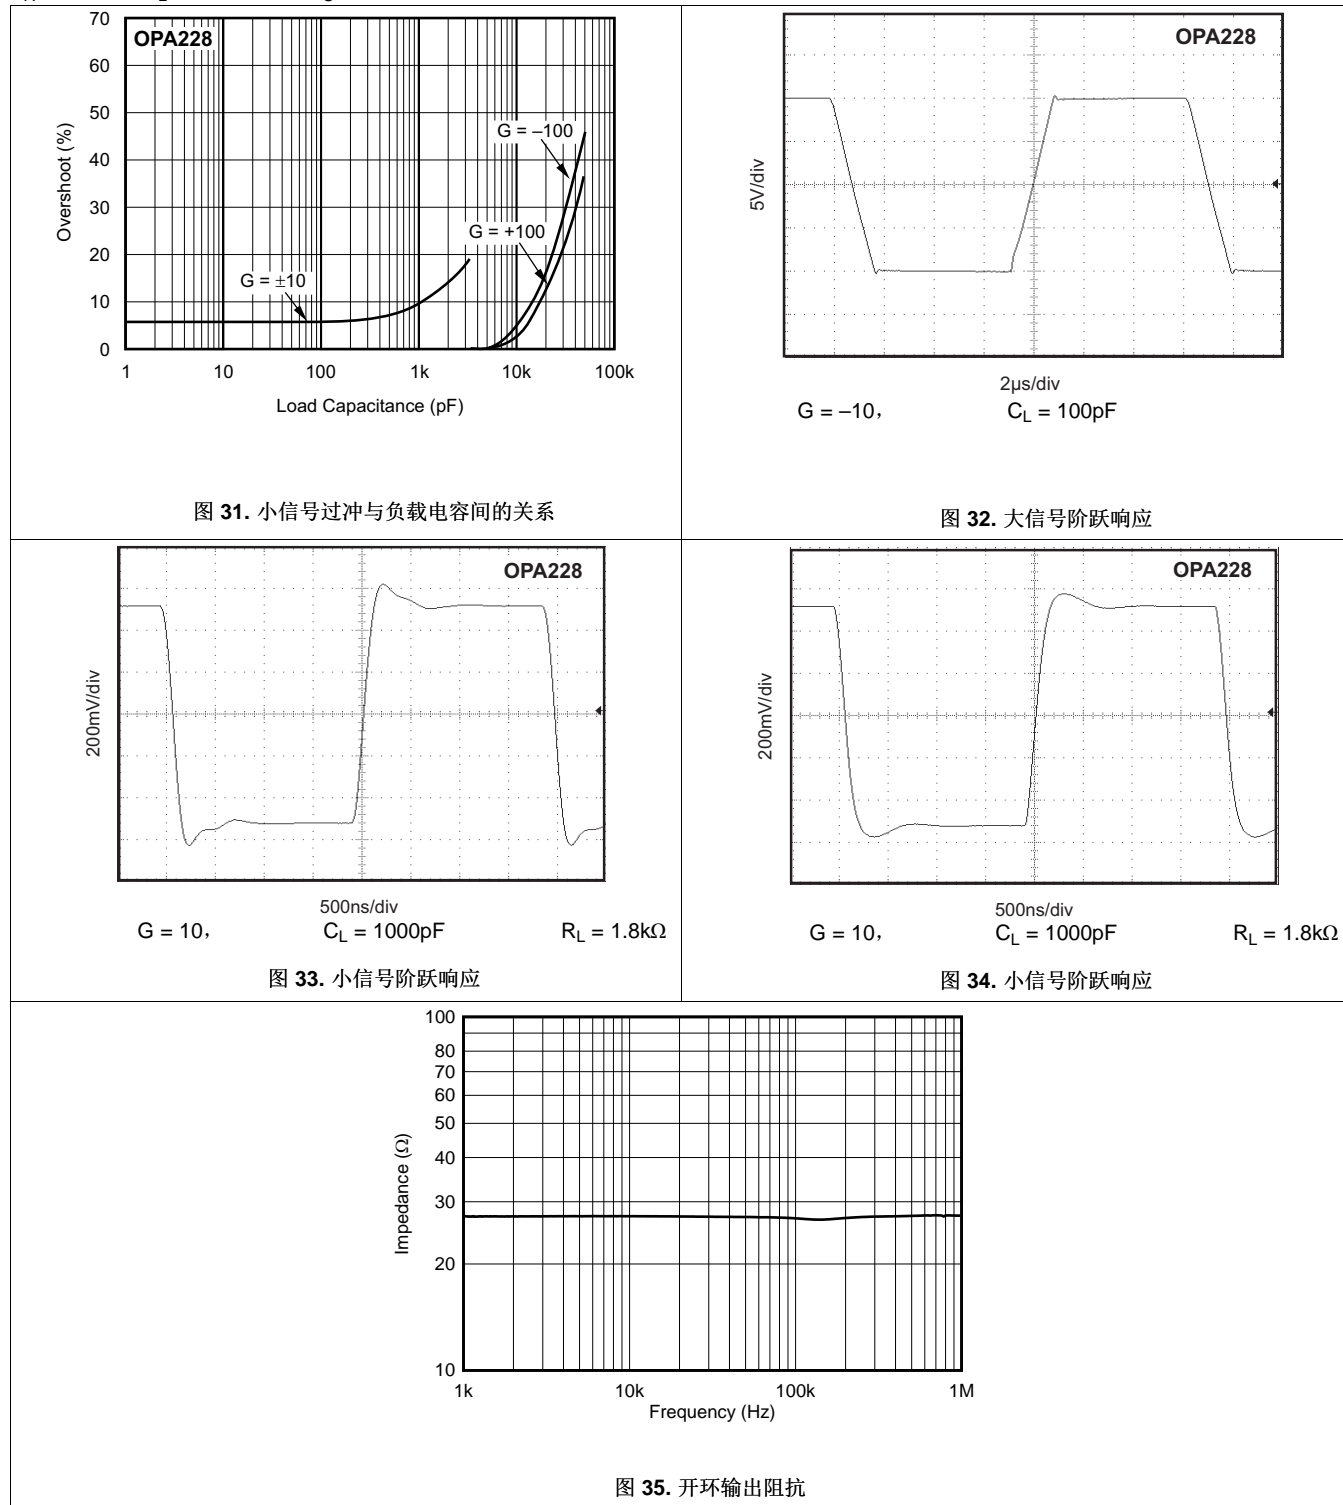 70
60
50
40
30
20
10
0
OPA228
G = –100
G = +100
G = ±10
Overshoot (%)
1 10 100 1k 10k 100k
Load Capacitance (pF)
图 31. 小信号过冲与负载电容间的关系
OPA228
5V/div
2μs/div
G = –10, CL = 100pF
图 32. 大信号阶跃响应
OPA228
200mV/div
500ns/div
G = 10, CL = 1000pF RL = 1.8kΩ
图 33. 小信号阶跃响应
OPA228
200mV/div
500ns/div
G = 10, CL = 1000pF RL = 1.8kΩ
图 34. 小信号阶跃响应
100
80
70
60
50
40
30
20
10
Impedance (Ω)
1k 10k 100k 1M
Frequency (Hz)
图 35. 开环输出阻抗